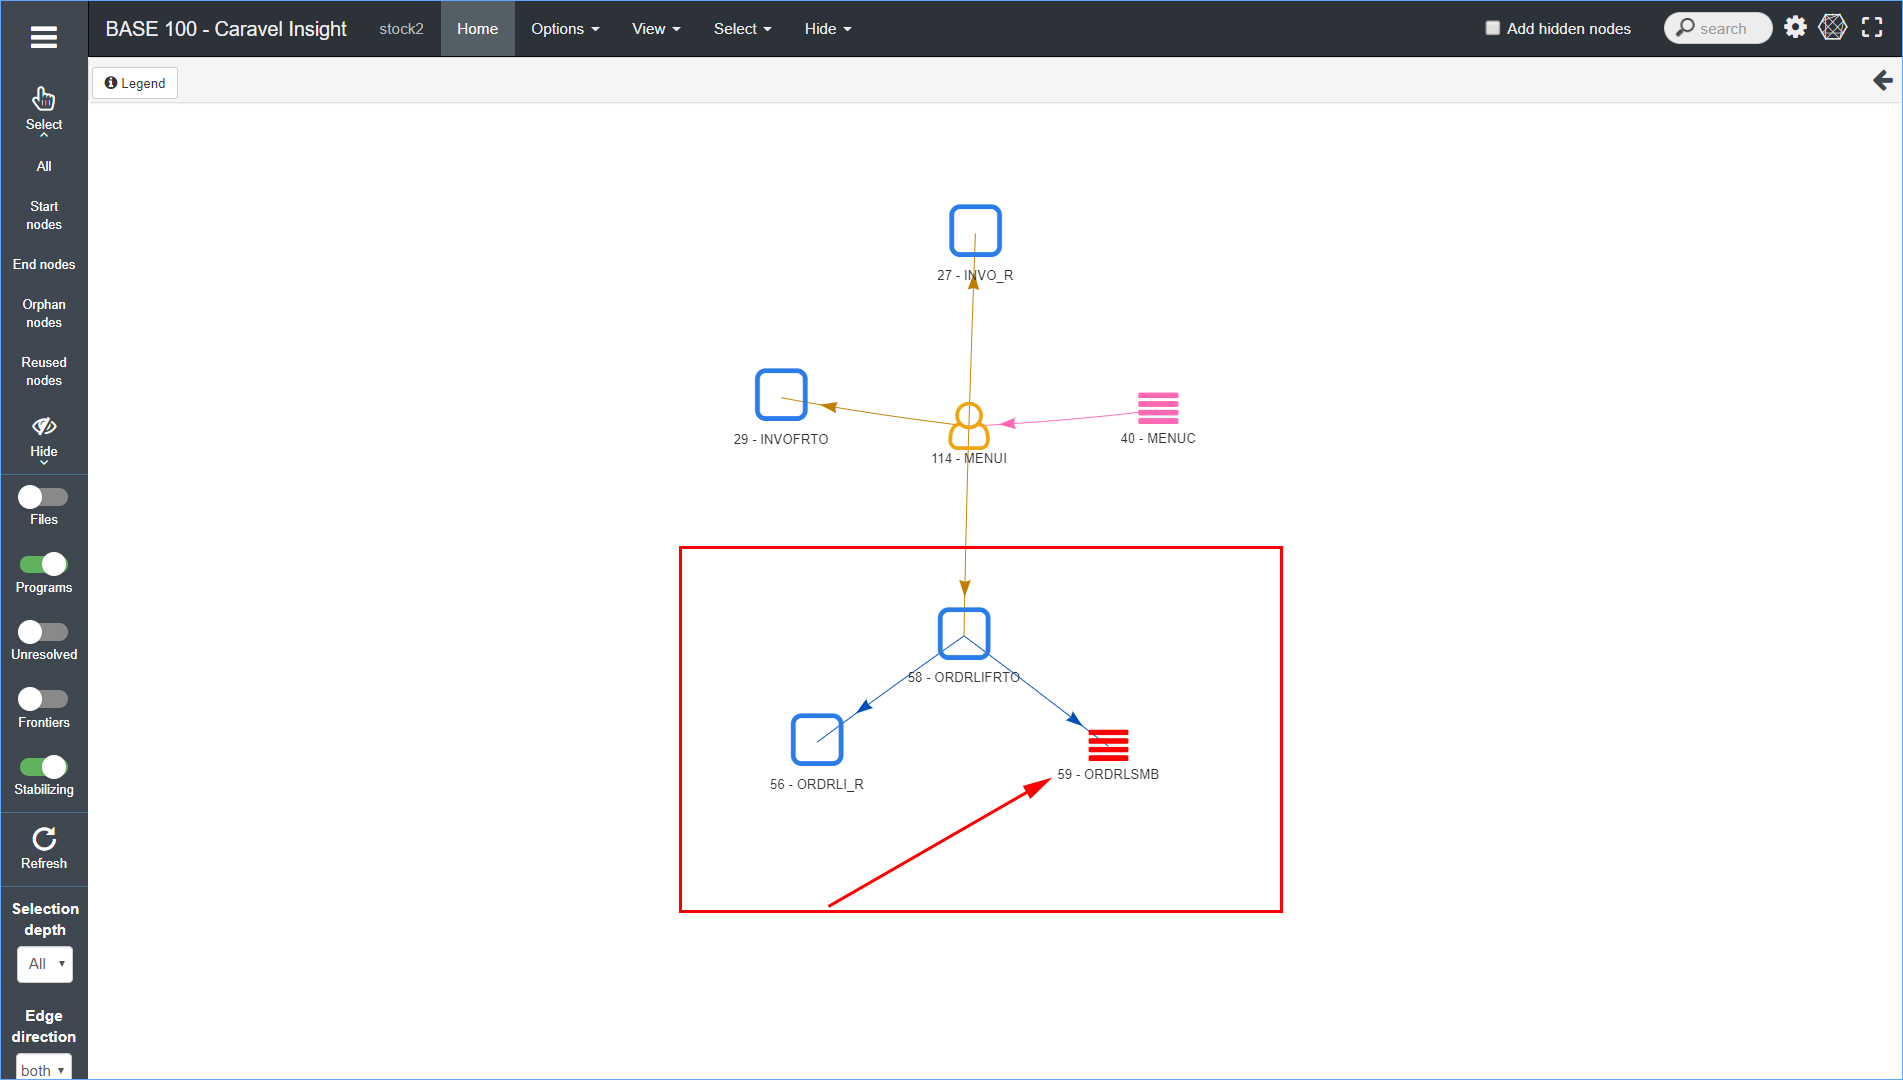 BASE 100 - Caravel Insight
stock2
Home
Options
View
Select
Hide
Add hidden nodes
search
Legend
Select
All
Start
nodes
End nodes
Orphan
nodes
Reused
nodes
Hide
Files
Programs
Unresolved
Frontiers
Stabilizing
Refresh
Selection
depth
All
Edge
direction
both
27 - INVO_R
29 - INVOFRTO
114 - MENUI
40 - MENUC
58 - ORDRLIFRTO
56 - ORDRLI_R
59 - ORDRLSMB